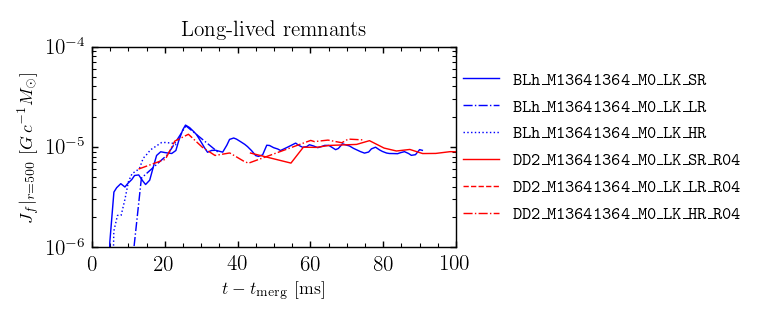 Long-lived remnants
10⁻⁴
10⁻⁵
10⁻⁶
J_f|_{r=500} [G c⁻¹ M_⊙]
0 20 40 60 80 100
t − t_merg [ms]
BLh_M13641364_M0_LK_SR
BLh_M13641364_M0_LK_LR
BLh_M13641364_M0_LK_HR
DD2_M13641364_M0_LK_SR_R04
DD2_M13641364_M0_LK_LR_R04
DD2_M13641364_M0_LK_HR_R04